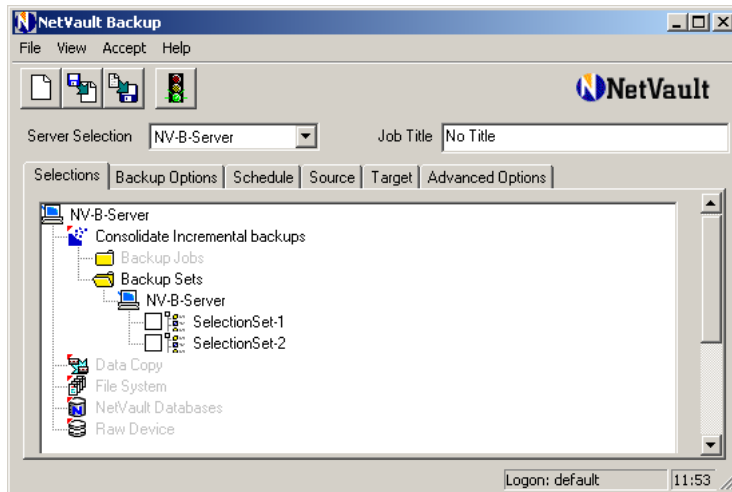 NetVault Backup
File View Accept Help
NetVault
Server Selection NV-B-Server Job Title No Title
Selections Backup Options Schedule Source Target Advanced Options
NV-B-Server
Consolidate Incremental backups
Backup Jobs
Backup Sets
NV-B-Server
SelectionSet-1
SelectionSet-2
Data Copy
File System
NetVault Databases
Raw Device
Logon: default 11:53